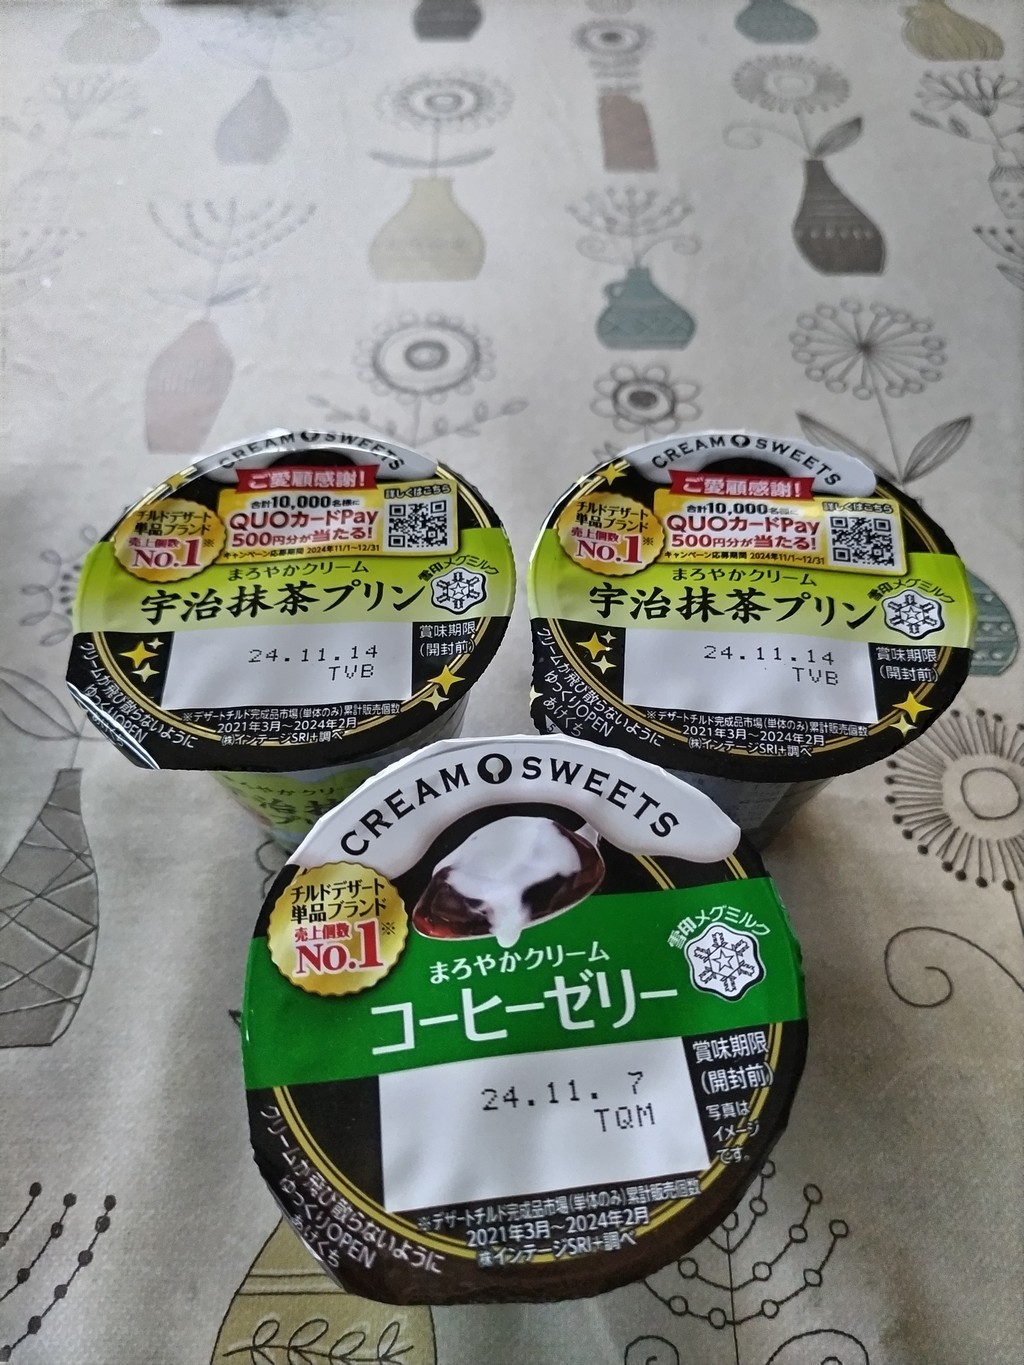 CREAM SWEETS
ご愛顧感謝!
合計10,000名様に
詳しくはこちら
QUOカードPay
500円分が当たる!
キャンペーン応募期間 2024年11/1~12/31
チルドデザート
単品ブランド
売上個数※
No.1
まろやかクリーム
宇治抹茶プリン
雪印メグミルク
賞味期限
(開封前)
24.11.14
TVB
※デザートチルド完成品市場(単体のみ)累計販売個数
2021年3月~2024年2月
㈱インテージSRI+調べ
クリームが飛び散らないように
ゆっくりOPEN
あけくち
CREAM SWEETS
ご愛顧感謝!
合計10,000名様に
詳しくはこちら
QUOカードPay
500円分が当たる!
キャンペーン応募期間 2024年11/1~12/31
チルドデザート
単品ブランド
売上個数※
No.1
まろやかクリーム
宇治抹茶プリン
雪印メグミルク
賞味期限
(開封前)
24.11.14
TVB
※デザートチルド完成品市場(単体のみ)累計販売個数
2021年3月~2024年2月
㈱インテージSRI+調べ
クリームが飛び散らないように
ゆっくりOPEN
あけくち
CREAM SWEETS
チルドデザート
単品ブランド
売上個数※
No.1
まろやかクリーム
コーヒーゼリー
雪印メグミルク
賞味期限
(開封前)
24.11. 7
TQM
写真は
イメージ
です。
※デザートチルド完成品市場(単体のみ)累計販売個数
2021年3月~2024年2月
㈱インテージSRI+調べ
クリームが飛び散らないように
ゆっくりOPEN
あけくち